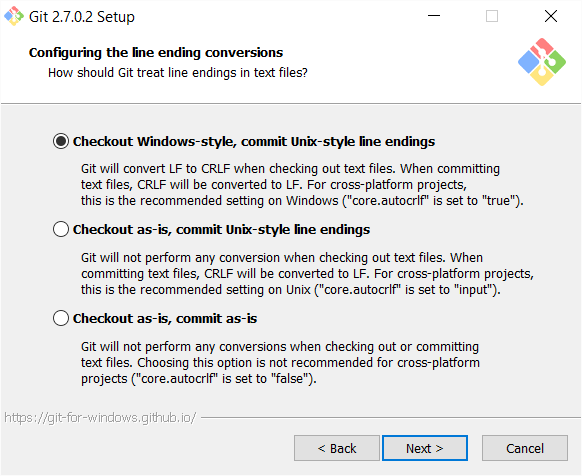 Git 2.7.0.2 Setup
Configuring the line ending conversions
How should Git treat line endings in text files?
Checkout Windows-style, commit Unix-style line endings
Git will convert LF to CRLF when checking out text files. When committing
text files, CRLF will be converted to LF. For cross-platform projects,
this is the recommended setting on Windows ("core.autocrlf" is set to "true").
Checkout as-is, commit Unix-style line endings
Git will not perform any conversion when checking out text files. When
committing text files, CRLF will be converted to LF. For cross-platform projects,
this is the recommended setting on Unix ("core.autocrlf" is set to "input").
Checkout as-is, commit as-is
Git will not perform any conversions when checking out or committing
text files. Choosing this option is not recommended for cross-platform
projects ("core.autocrlf" is set to "false").
https://git-for-windows.github.io/
< Back Next > Cancel